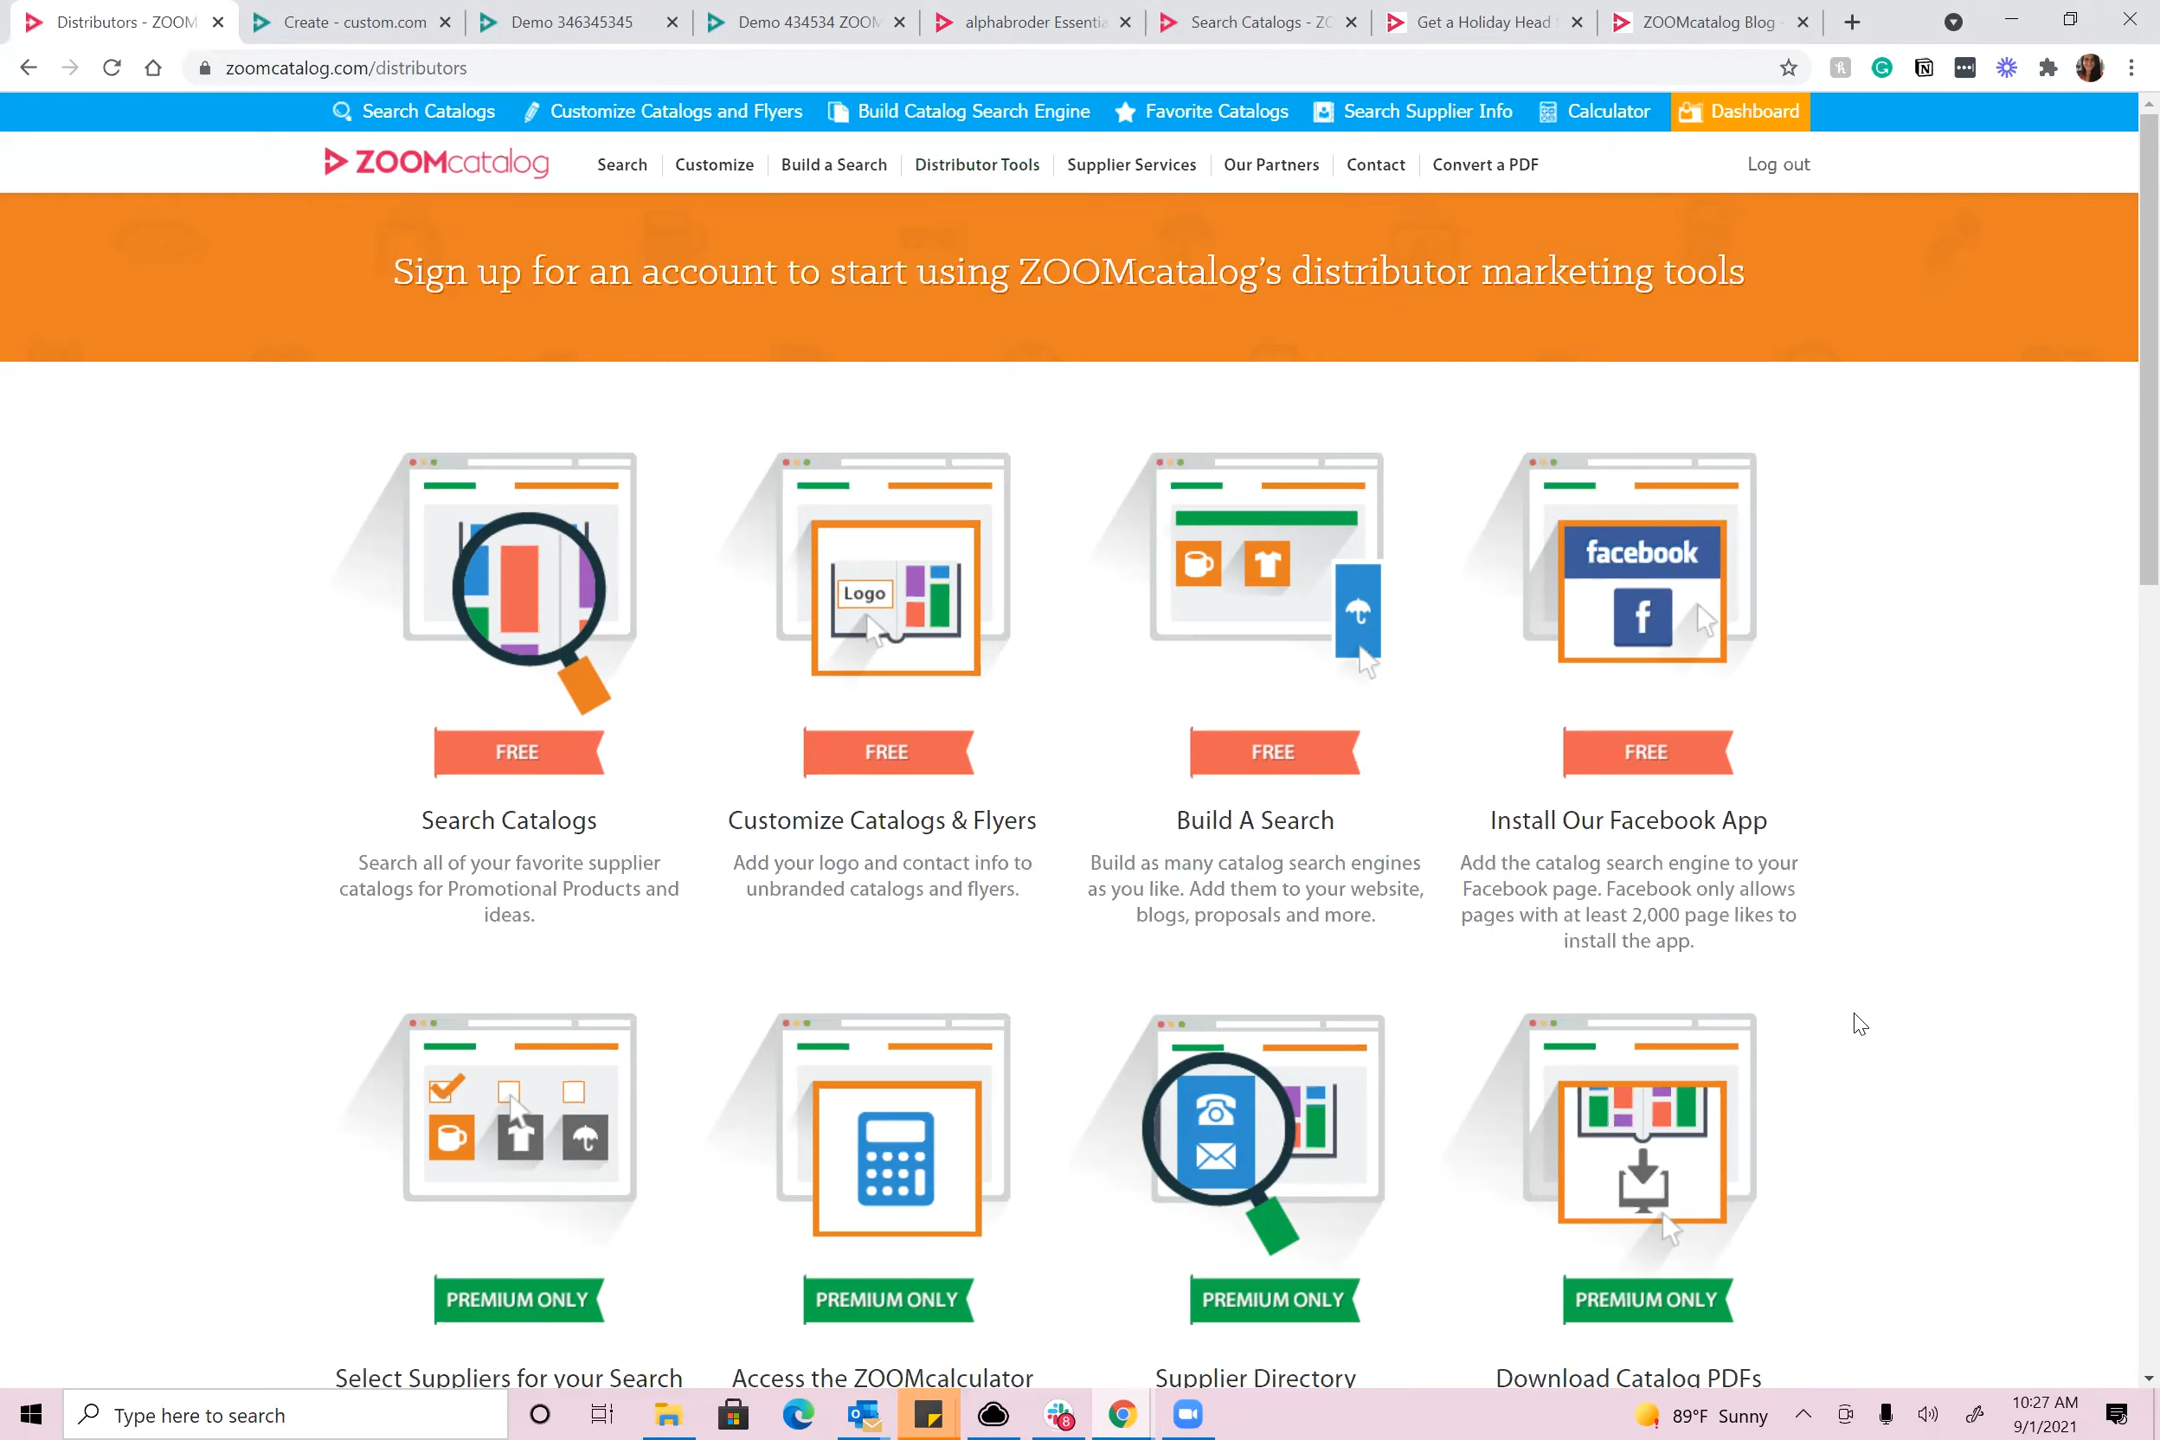 Distributors - ZOOM
Create - custom.com
Demo 346345345
Demo 434534 ZOOM
alphabroder Essentia
Search Catalogs - ZO
Get a Holiday Head
ZOOMcatalog Blog -
zoomcatalog.com/distributors
Search Catalogs
Customize Catalogs and Flyers
Build Catalog Search Engine
Favorite Catalogs
Search Supplier Info
Calculator
Dashboard
ZOOMcatalog
Search
Customize
Build a Search
Distributor Tools
Supplier Services
Our Partners
Contact
Convert a PDF
Log out
Sign up for an account to start using ZOOMcatalog's distributor marketing tools
Logo
facebook
f
FREE
FREE
FREE
FREE
Search Catalogs
Search all of your favorite supplier
catalogs for Promotional Products and
ideas.
Customize Catalogs & Flyers
Add your logo and contact info to
unbranded catalogs and flyers.
Build A Search
Build as many catalog search engines
as you like. Add them to your website,
blogs, proposals and more.
Install Our Facebook App
Add the catalog search engine to your
Facebook page. Facebook only allows
pages with at least 2,000 page likes to
install the app.
PREMIUM ONLY
PREMIUM ONLY
PREMIUM ONLY
PREMIUM ONLY
Select Suppliers for your Search
Access the ZOOMcalculator
Supplier Directory
Download Catalog PDFs
Type here to search
8
89°F Sunny
10:27 AM
9/1/2021